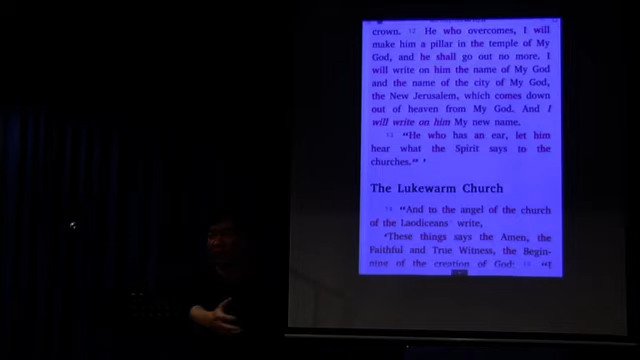 crown. 12 He who overcomes, I will
make him a pillar in the temple of My
God, and he shall go out no more. I
will write on him the name of My God
and the name of the city of My God,
the New Jerusalem, which comes down
out of heaven from My God. And I
will write on him My new name.
13 "He who has an ear, let him
hear what the Spirit says to the
churches." '
The Lukewarm Church
14 "And to the angel of the church
of the Laodiceans write,
'These things says the Amen, the
Faithful and True Witness, the Begin-
ning of the creation of God: "I